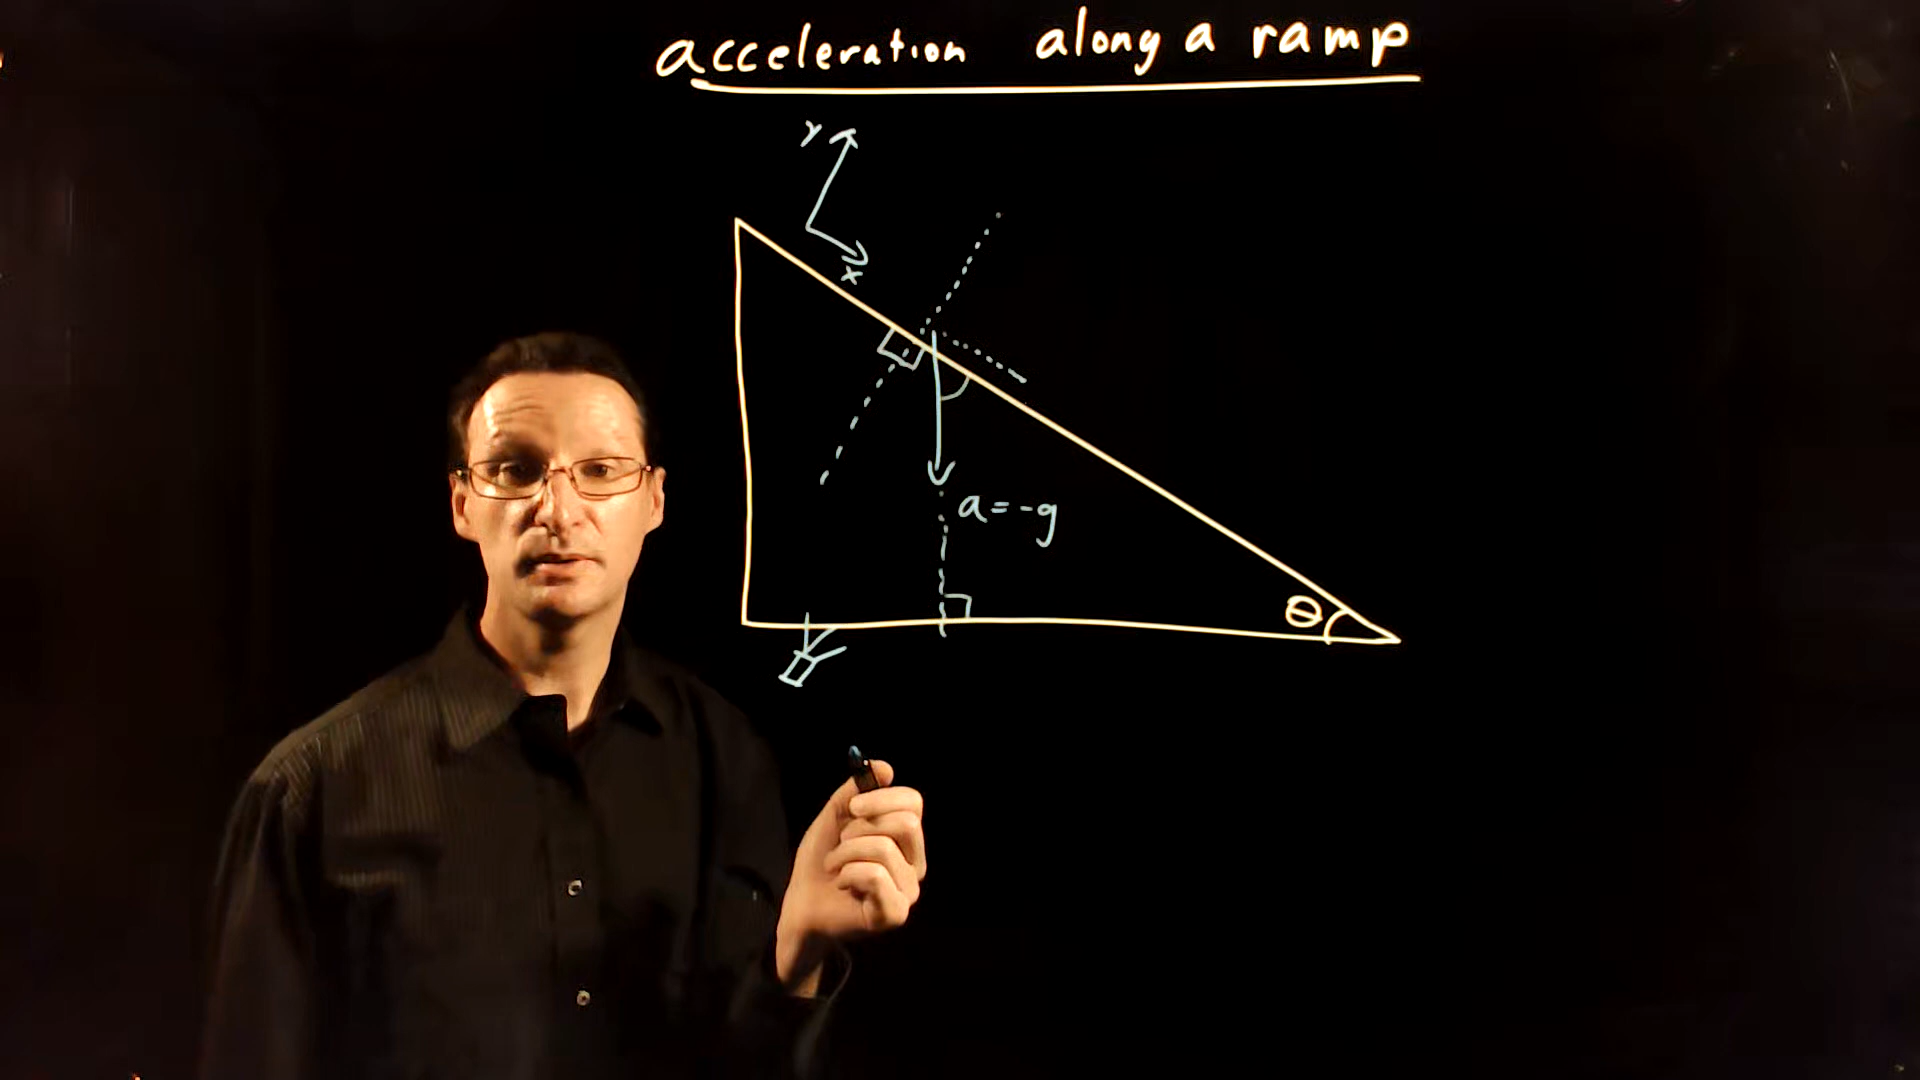 acceleration along a ramp
y
x
a = -g
θ